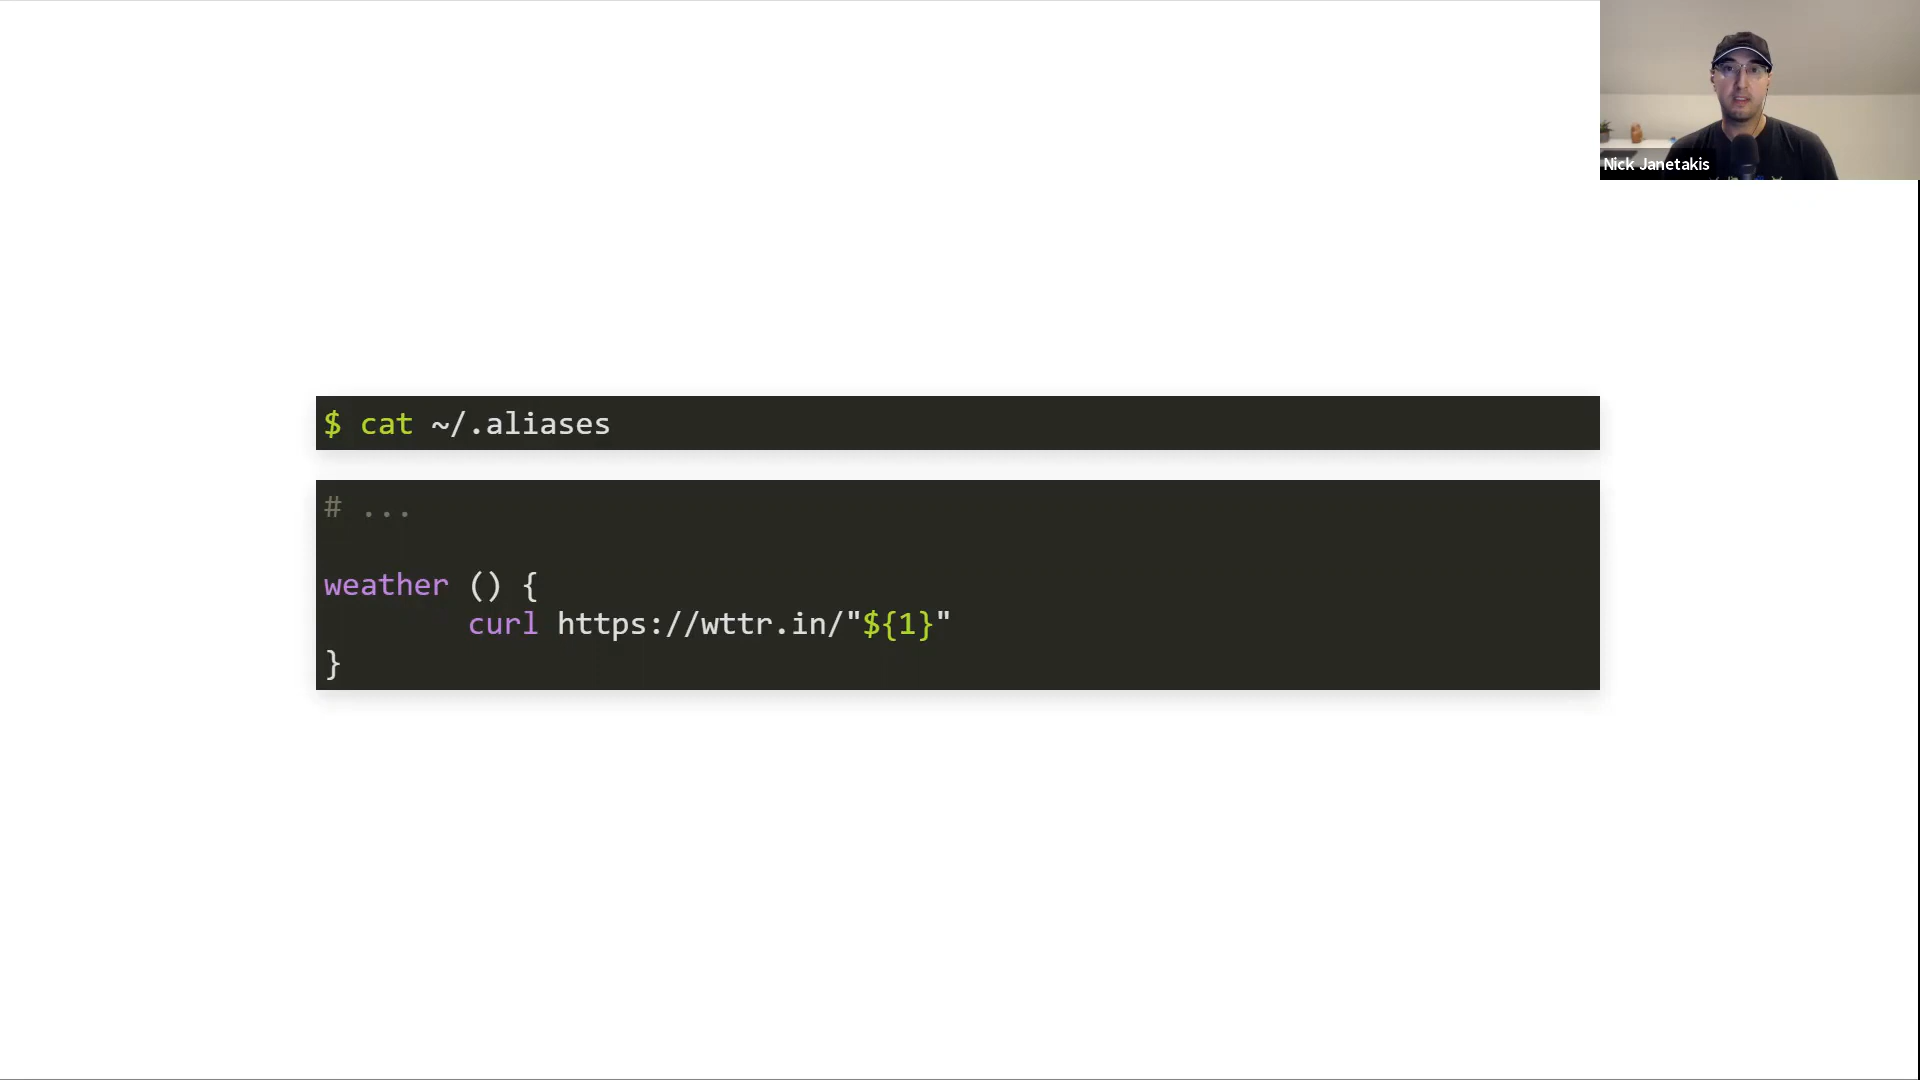 Nick Janetakis
$ cat ~/.aliases
# ...
weather () {
        curl https://wttr.in/"${1}"
}